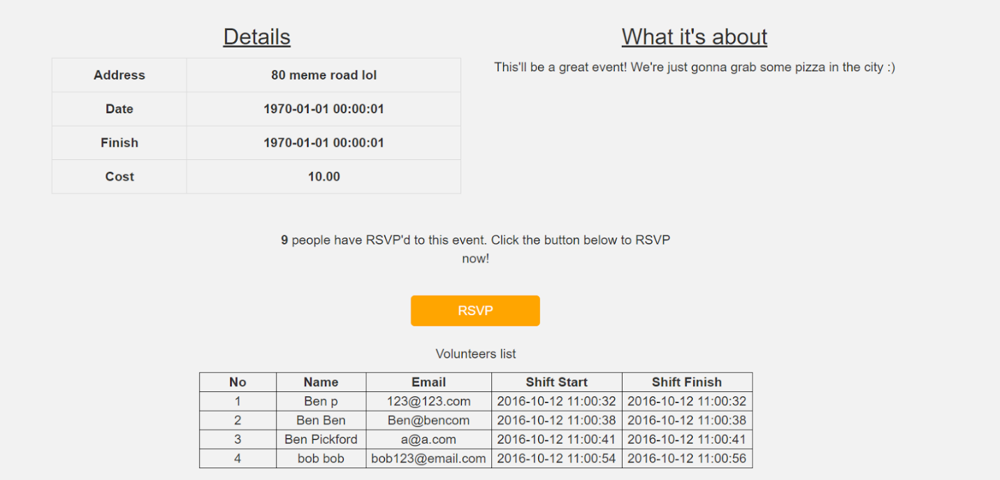 Details
Address 80 meme road lol
Date 1970-01-01 00:00:01
Finish 1970-01-01 00:00:01
Cost 10.00
What it's about
This'll be a great event! We're just gonna grab some pizza in the city :)
9 people have RSVP'd to this event. Click the button below to RSVP
now!
RSVP
Volunteers list
No Name Email Shift Start Shift Finish
1 Ben p 123@123.com 2016-10-12 11:00:32 2016-10-12 11:00:32
2 Ben Ben Ben@bencom 2016-10-12 11:00:38 2016-10-12 11:00:38
3 Ben Pickford a@a.com 2016-10-12 11:00:41 2016-10-12 11:00:41
4 bob bob bob123@email.com 2016-10-12 11:00:54 2016-10-12 11:00:56